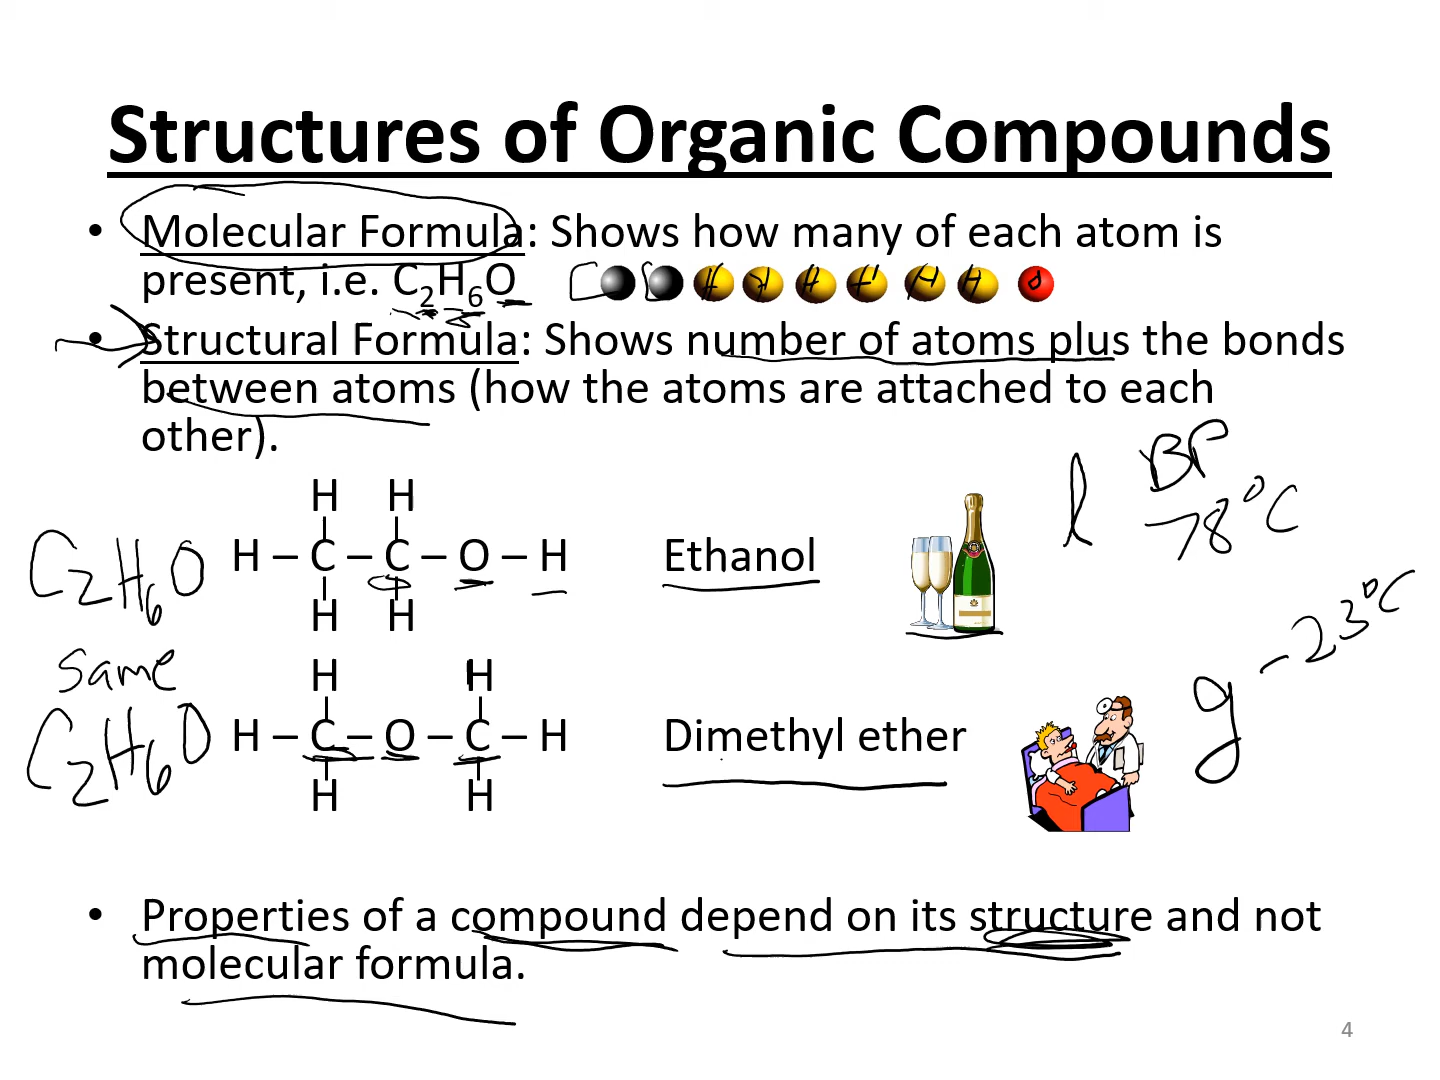 Structures of Organic Compounds
• Molecular Formula: Shows how many of each atom is
present, i.e. C₂H₆O H H H H H H O
• Structural Formula: Shows number of atoms plus the bonds
between atoms (how the atoms are attached to each
other).
l BP
78°C
H H
C₂H₆O H – C – C – O – H Ethanol
H H
same
H H
C₂H₆O H – C – O – C – H Dimethyl ether
H H
g -23°C
• Properties of a compound depend on its structure and not
molecular formula.
4